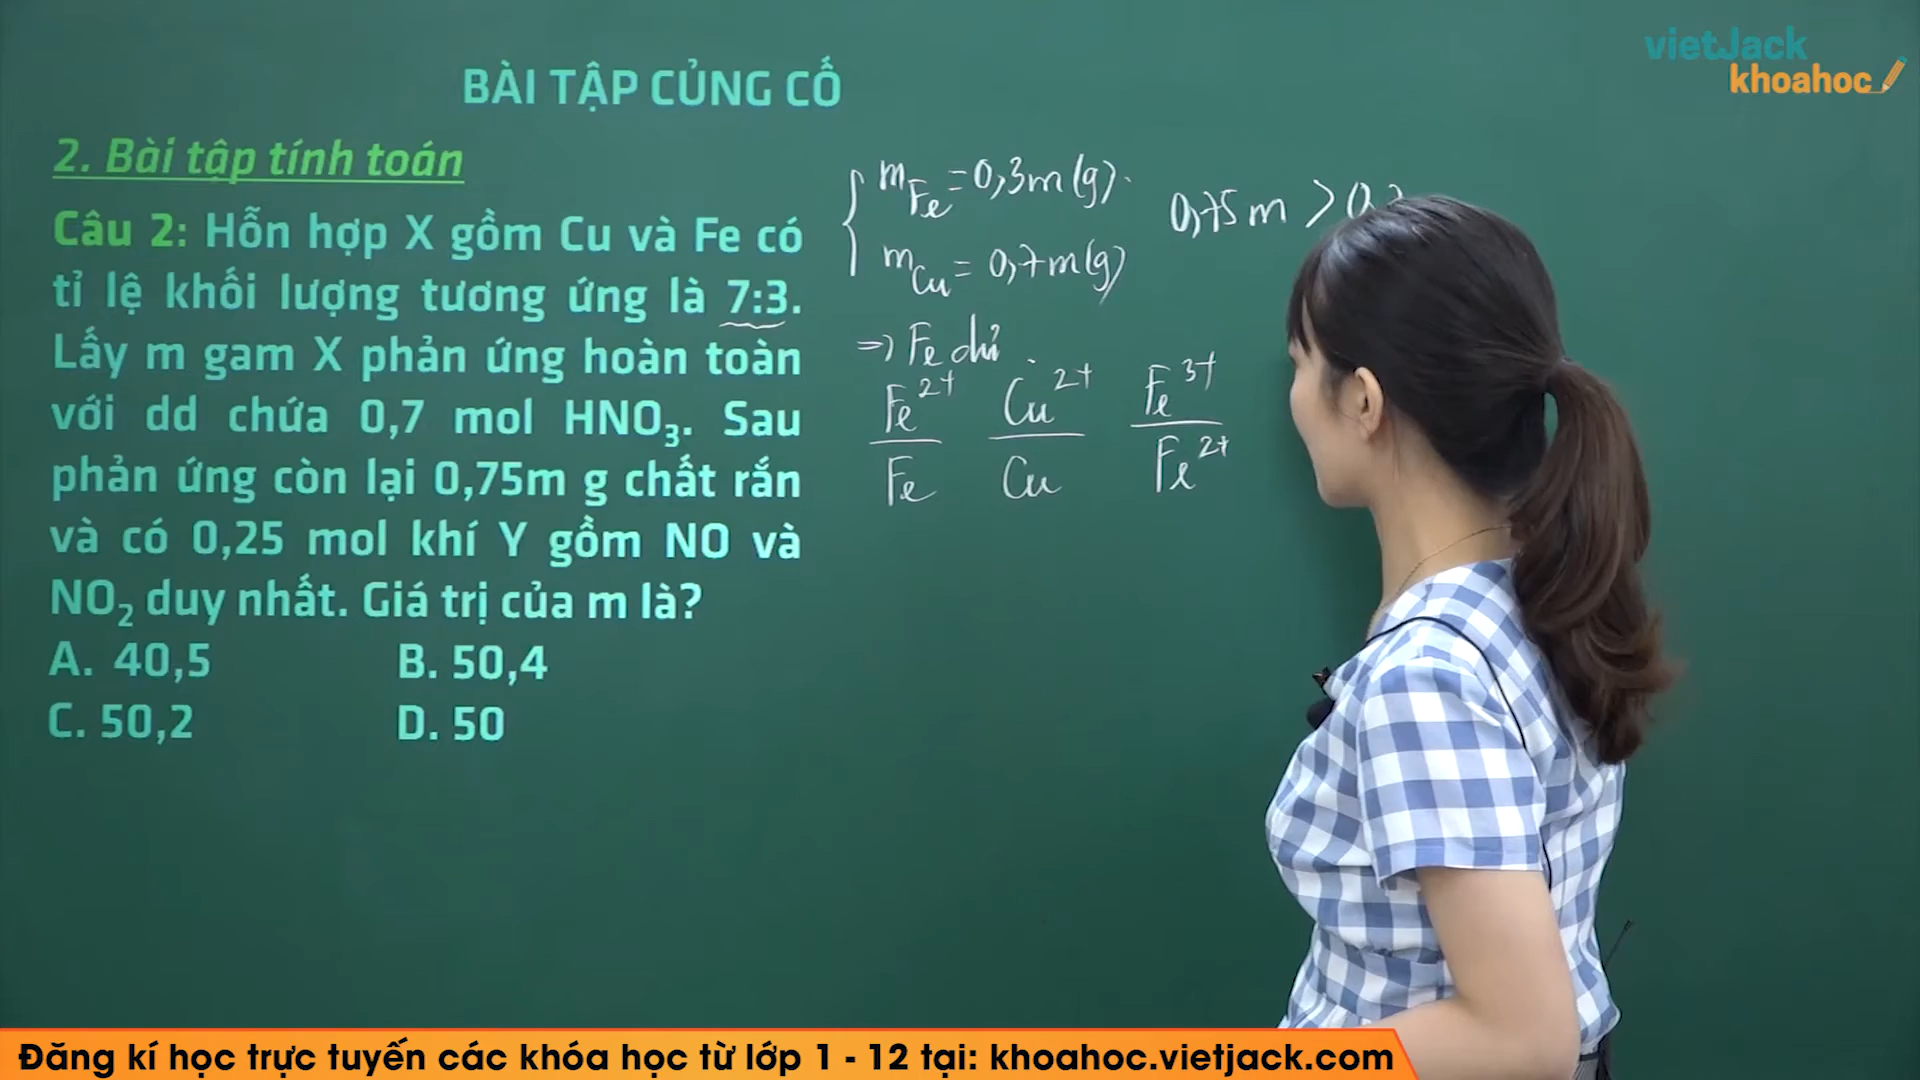 vietJack
khoahoc
BÀI TẬP CỦNG CỐ
2. Bài tập tính toán
Câu 2: Hỗn hợp X gồm Cu và Fe có
tỉ lệ khối lượng tương ứng là 7:3.
Lấy m gam X phản ứng hoàn toàn
với dd chứa 0,7 mol HNO₃. Sau
phản ứng còn lại 0,75m g chất rắn
và có 0,25 mol khí Y gồm NO và
NO₂ duy nhất. Giá trị của m là?
A. 40,5 B. 50,4
C. 50,2 D. 50
m_Fe = 0,3m (g).
m_Cu = 0,7m (g)
0,75m > 0,
=> Fe dư
Fe²⁺ Cu²⁺ Fe³⁺
Fe Cu Fe²⁺
Đăng kí học trực tuyến các khóa học từ lớp 1 - 12 tại: khoahoc.vietjack.com